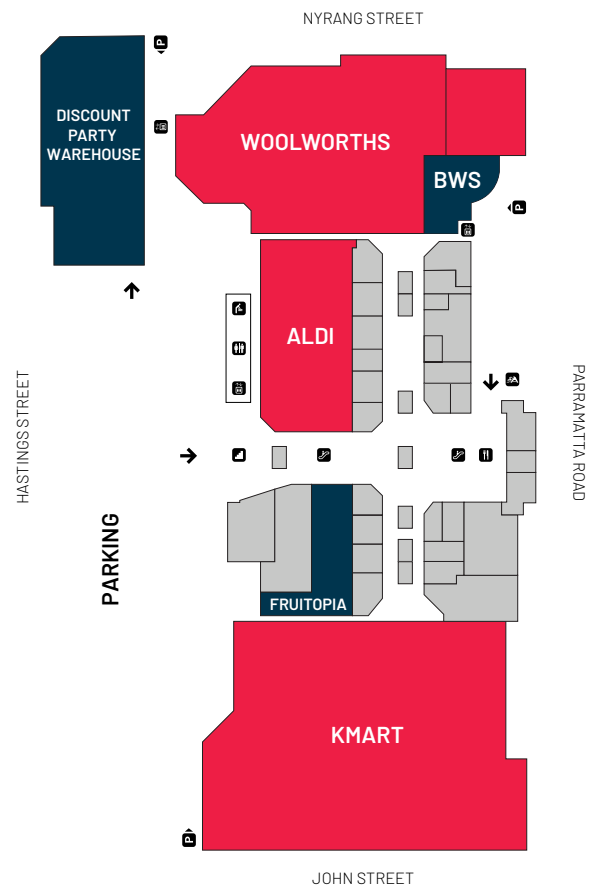 NYRANG STREET
P
DISCOUNT
PARTY
WAREHOUSE
WOOLWORTHS
BWS
P
ALDI
HASTINGS STREET
PARRAMATTA ROAD
PARKING
FRUITOPIA
KMART
P
JOHN STREET